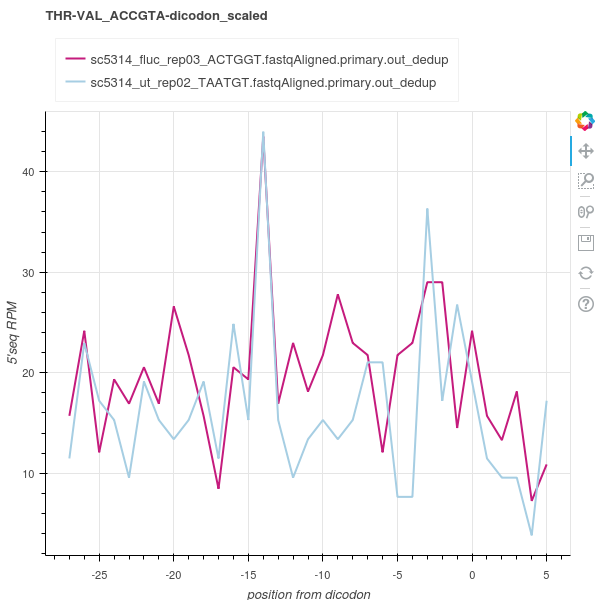 THR-VAL_ACCGTA-dicodon_scaled
sc5314_fluc_rep03_ACTGGT.fastqAligned.primary.out_dedup
sc5314_ut_rep02_TAATGT.fastqAligned.primary.out_dedup
40
30
20
10
5'seq RPM
-25
-20
-15
-10
-5
0
5
position from dicodon